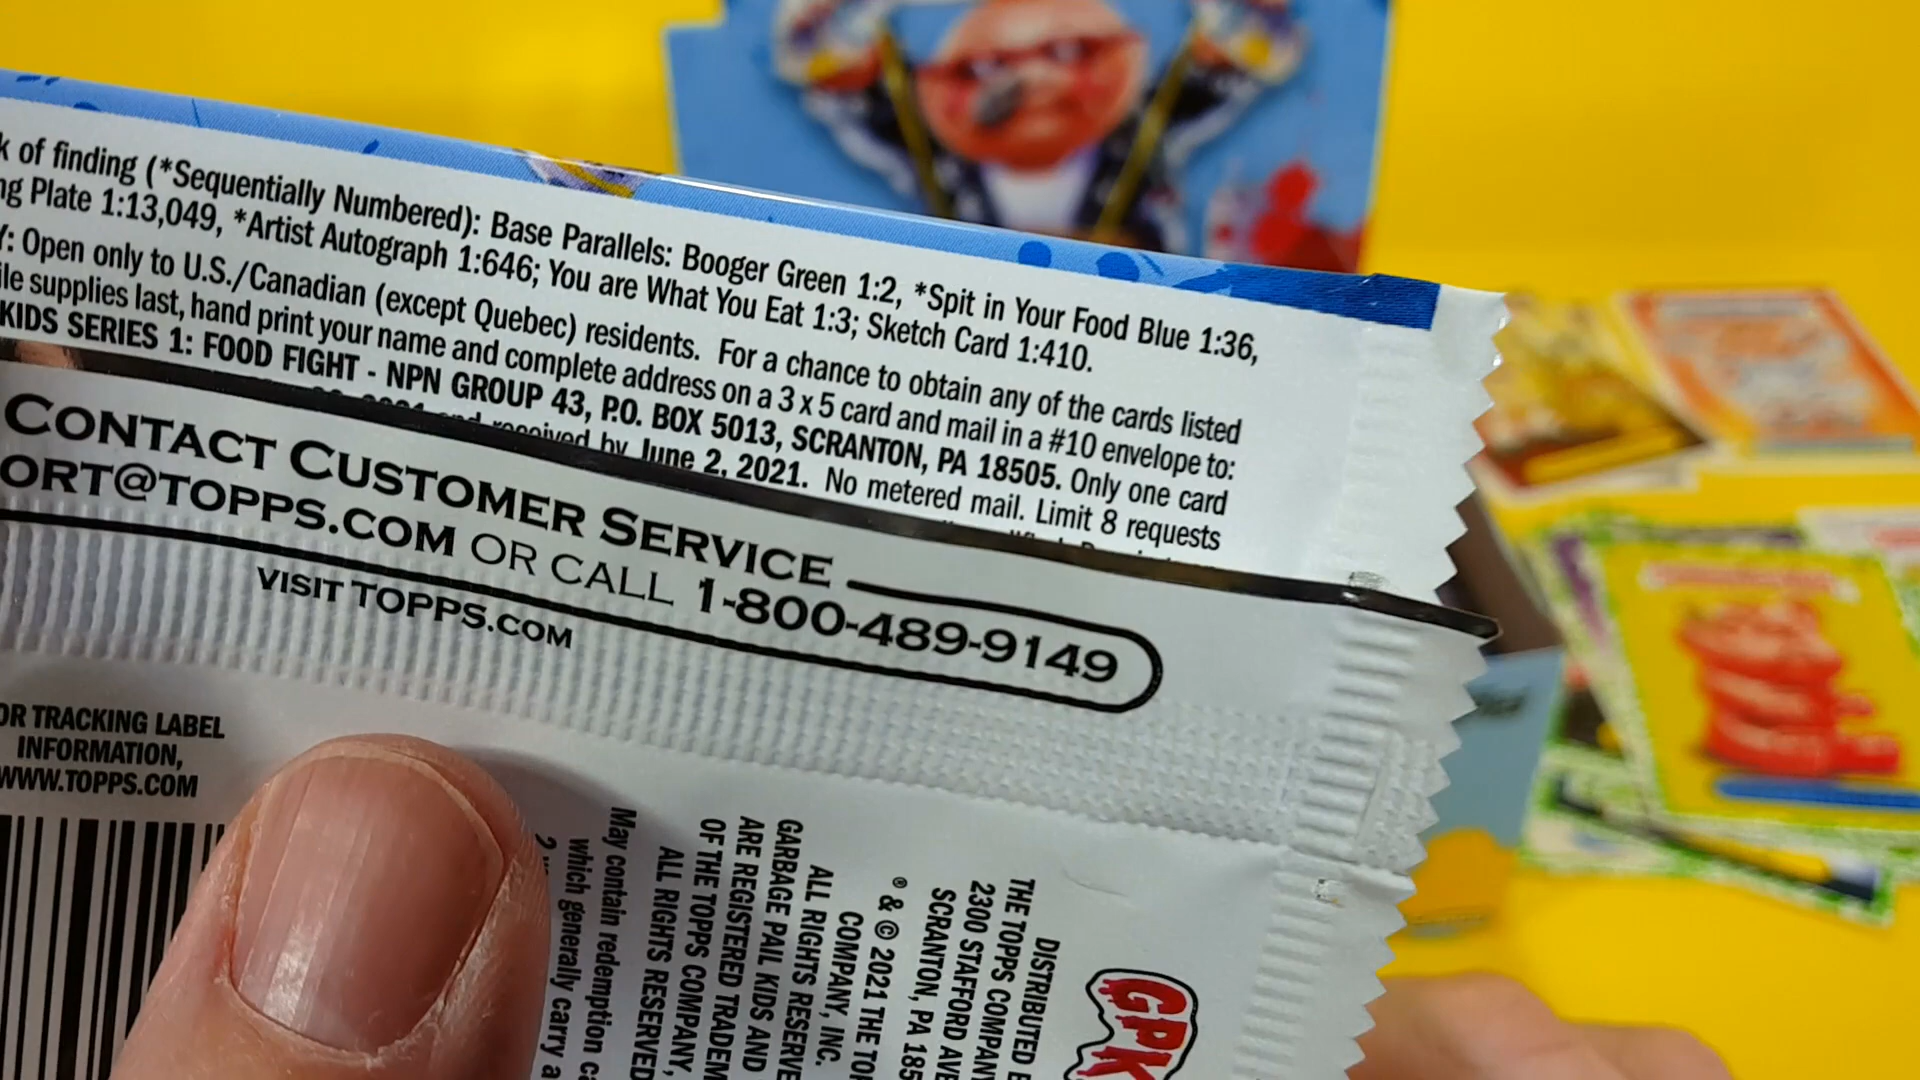 of finding (*Sequentially Numbered): Base Parallels: Booger Green 1:2, *Spit in Your Food Blue 1:36,
Plate 1:13,049, *Artist Autograph 1:646; You are What You Eat 1:3; Sketch Card 1:410.
Open only to U.S./Canadian (except Quebec) residents. For a chance to obtain any of the cards listed
supplies last, hand print your name and complete address on a 3 x 5 card and mail in a #10 envelope to:
KIDS SERIES 1: FOOD FIGHT - NPN GROUP 43, P.O. BOX 5013, SCRANTON, PA 18505. Only one card
received by June 2, 2021. No metered mail. Limit 8 requests
CONTACT CUSTOMER SERVICE
ORT@TOPPS.COM OR CALL 1-800-489-9149
VISIT TOPPS.COM
OR TRACKING LABEL
INFORMATION,
WWW.TOPPS.COM
DISTRIBUTED
THE TOPPS COMPANY
2300 STAFFORD AVE
SCRANTON, PA 185
® & © 2021 THE TOP
COMPANY, INC.
ALL RIGHTS RESERVE
GARBAGE PAIL KIDS AND
ARE REGISTERED TRADEM
OF THE TOPPS COMPANY,
ALL RIGHTS RESERVED
May contain redemption
which generally carry a
GPK